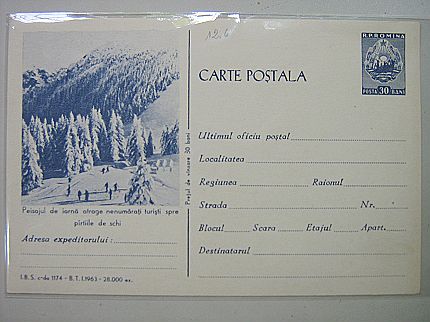 12.6
R.P.ROMINA
POSTA 30 BANI
CARTE POȘTALA
Prețul de vînzare 30 bani
Ultimul oficiu poștal
Localitatea
Regiunea Raionul
Strada Nr.
Blocul Scara Etajul Apart.
Destinatarul
Peisajul de iarnă atrage nenumărați turiști spre
pîrtiile de schi
Adresa expeditorului:
I.B.S. c-da 1174 - B.T. 1.1963 - 28.000 ex.